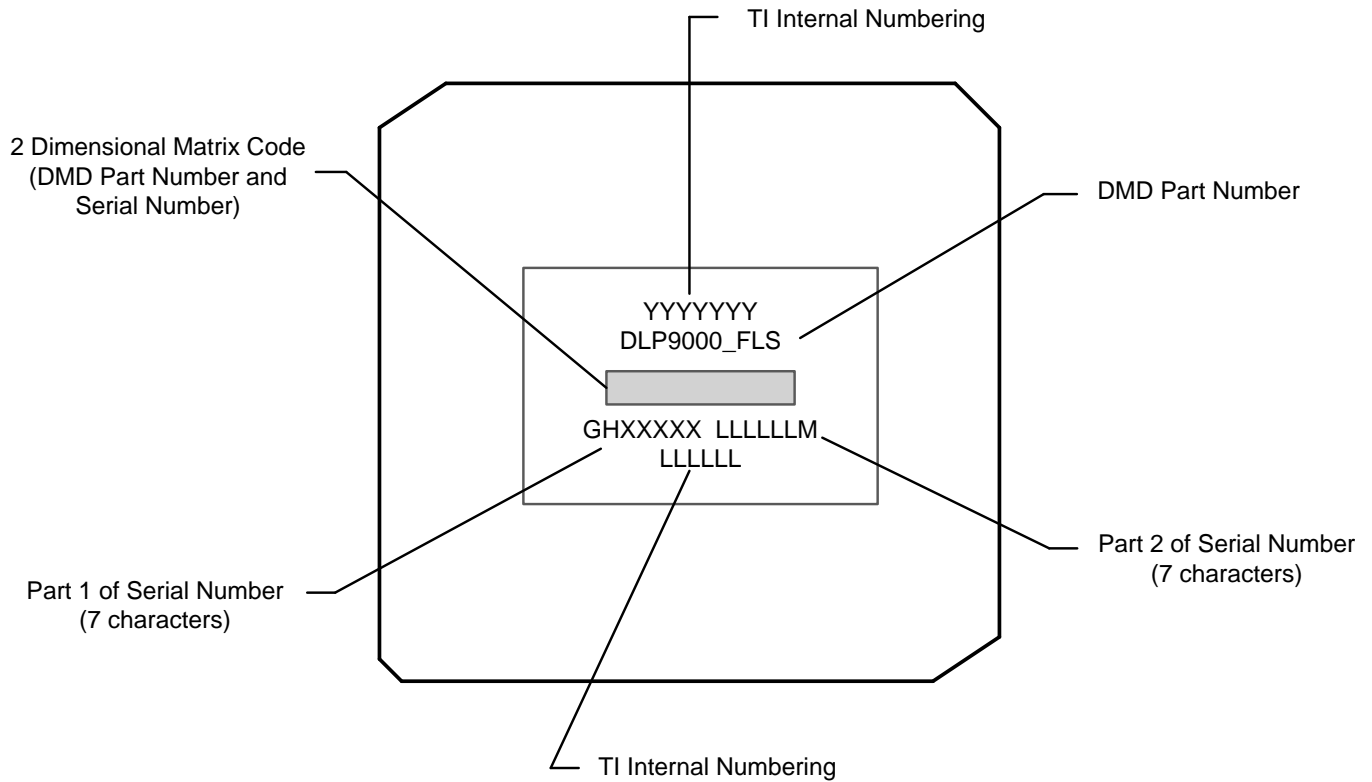 TI Internal Numbering
2 Dimensional Matrix Code
(DMD Part Number and
Serial Number)
DMD Part Number
YYYYYYY
DLP9000_FLS
GHXXXXX LLLLLLM
LLLLLL
Part 1 of Serial Number
(7 characters)
Part 2 of Serial Number
(7 characters)
TI Internal Numbering